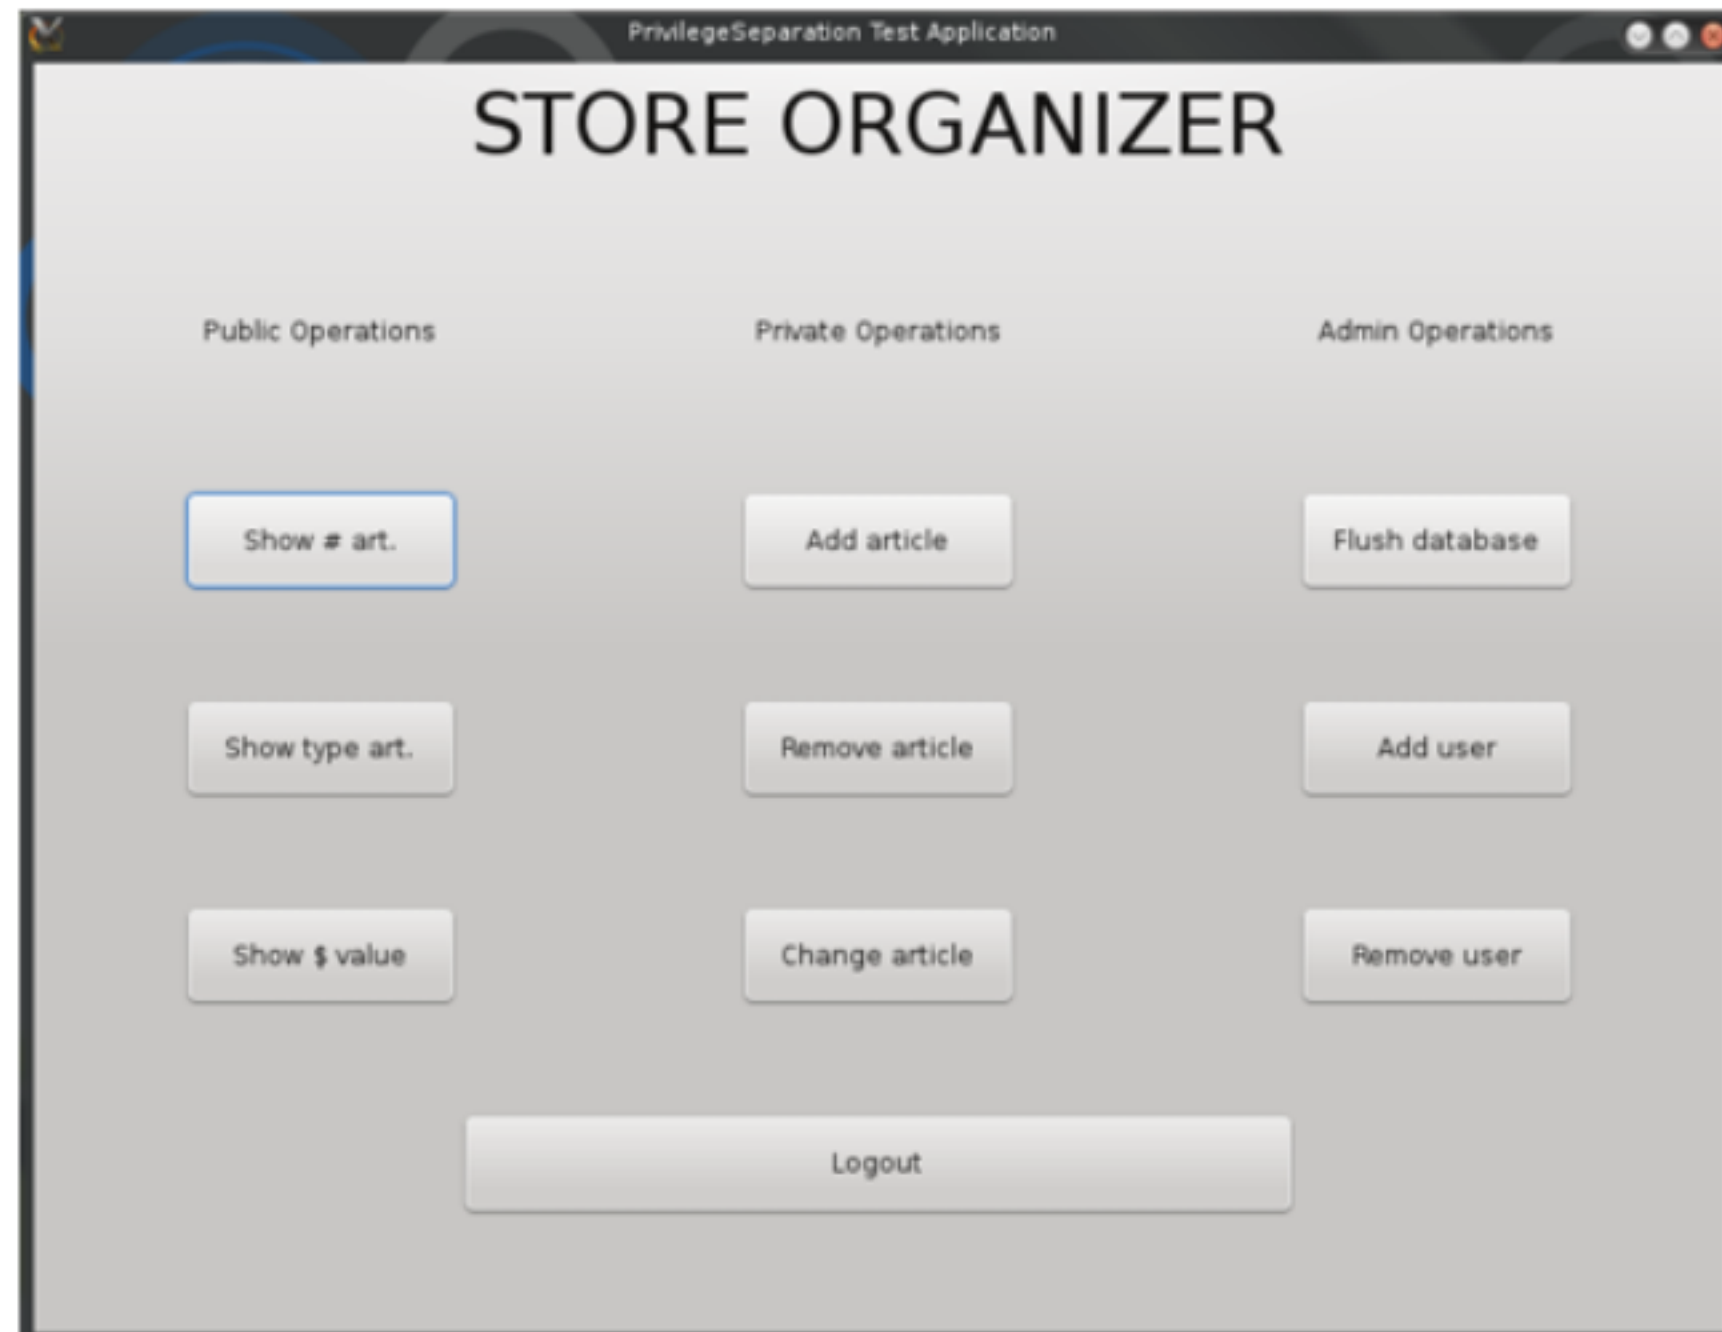 PrivilegeSeparation Test Application
STORE ORGANIZER
Public Operations Private Operations Admin Operations
Show # art. Add article Flush database
Show type art. Remove article Add user
Show $ value Change article Remove user
Logout